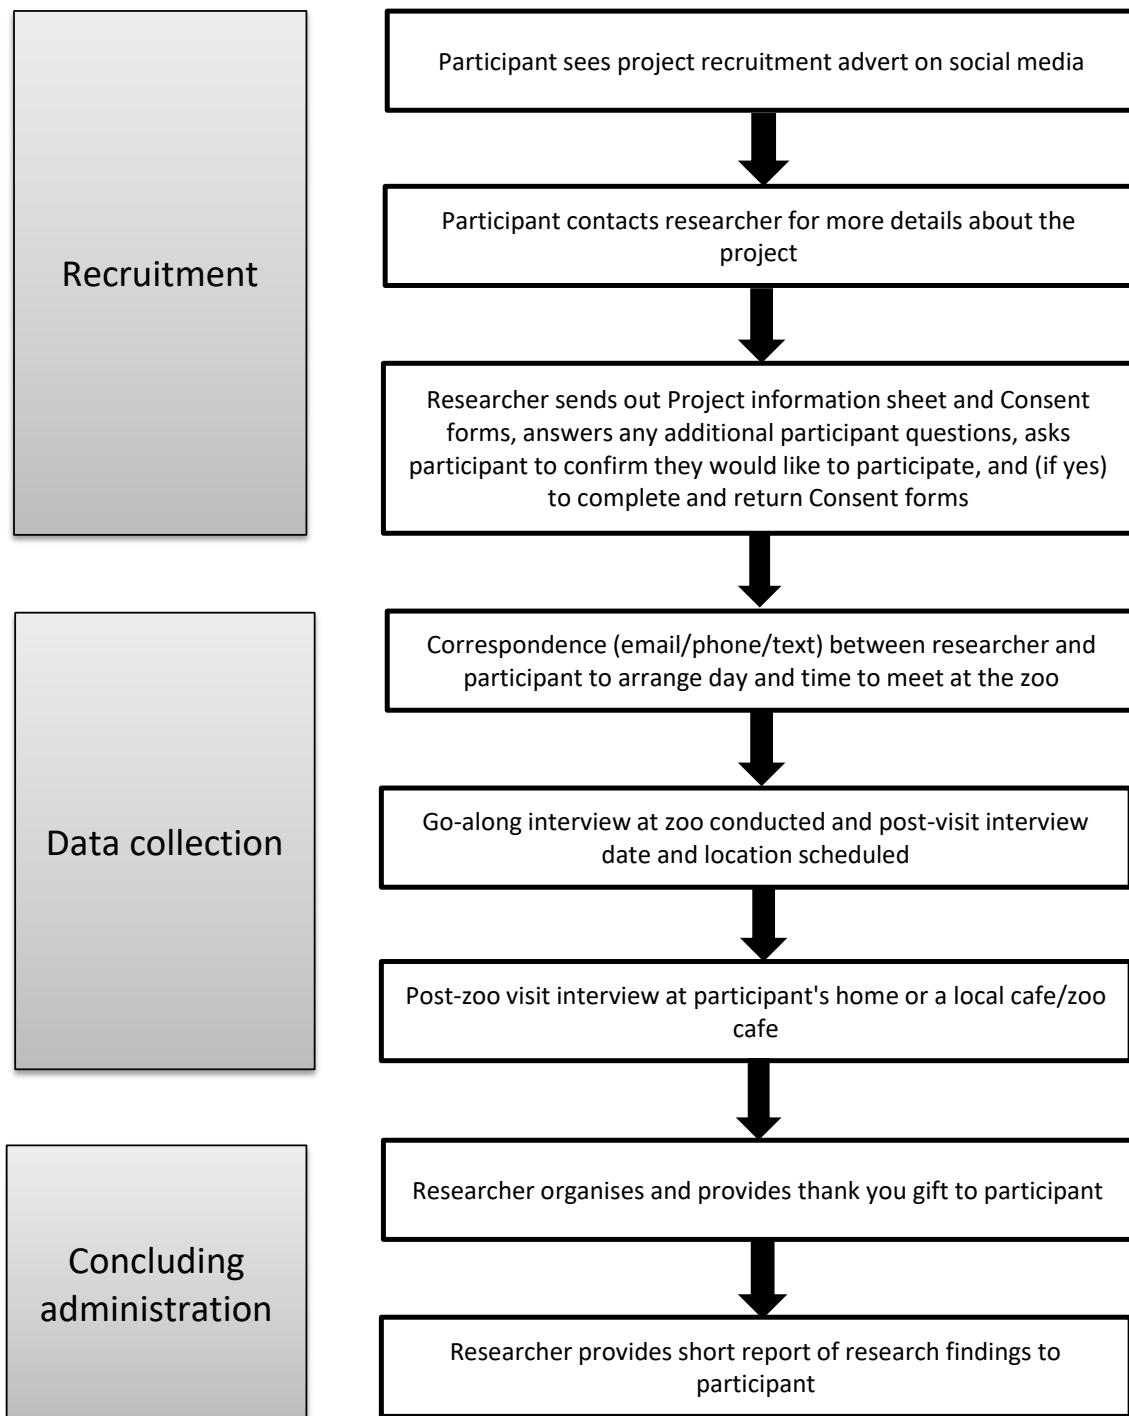 Recruitment
Participant sees project recruitment advert on social media
Participant contacts researcher for more details about the
project
Researcher sends out Project information sheet and Consent
forms, answers any additional participant questions, asks
participant to confirm they would like to participate, and (if yes)
to complete and return Consent forms
Data collection
Correspondence (email/phone/text) between researcher and
participant to arrange day and time to meet at the zoo
Go-along interview at zoo conducted and post-visit interview
date and location scheduled
Post-zoo visit interview at participant's home or a local cafe/zoo
cafe
Concluding
administration
Researcher organises and provides thank you gift to participant
Researcher provides short report of research findings to
participant